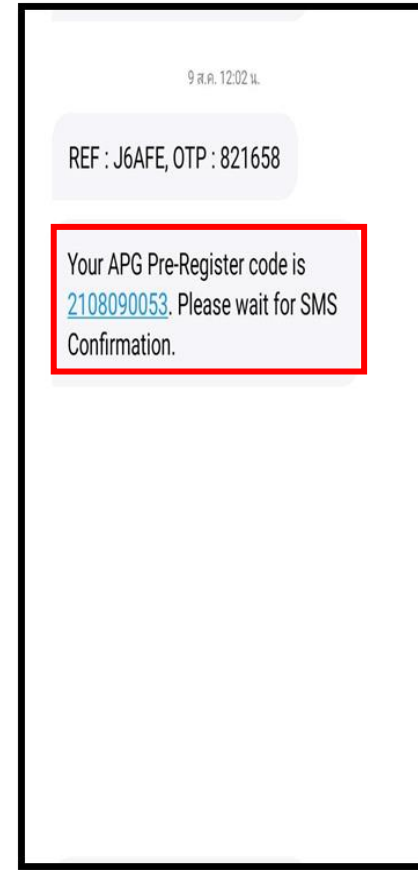 9 ส.ค. 12:02 น.
REF : J6AFE, OTP : 821658
Your APG Pre-Register code is
2108090053. Please wait for SMS
Confirmation.